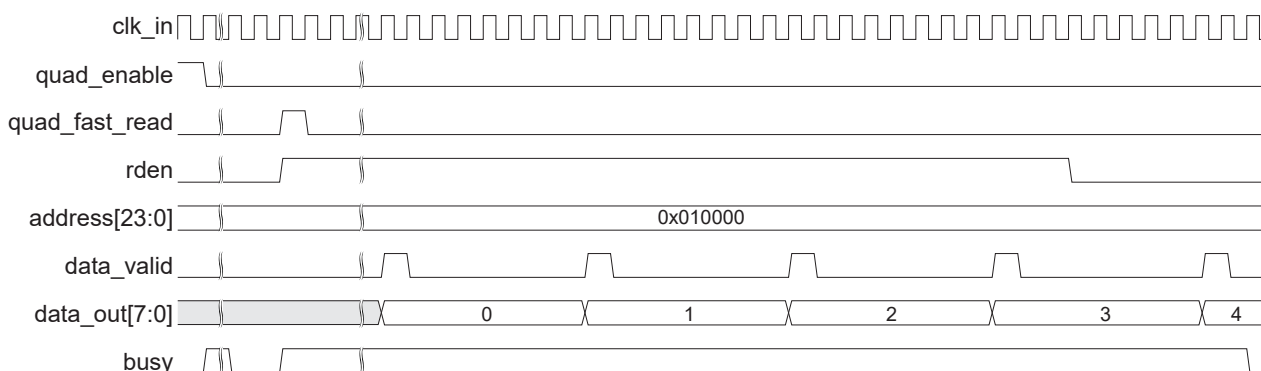 clk_in
quad_enable
quad_fast_read
rden
address[23:0] 0x010000
data_valid
data_out[7:0] 0 1 2 3 4
busy